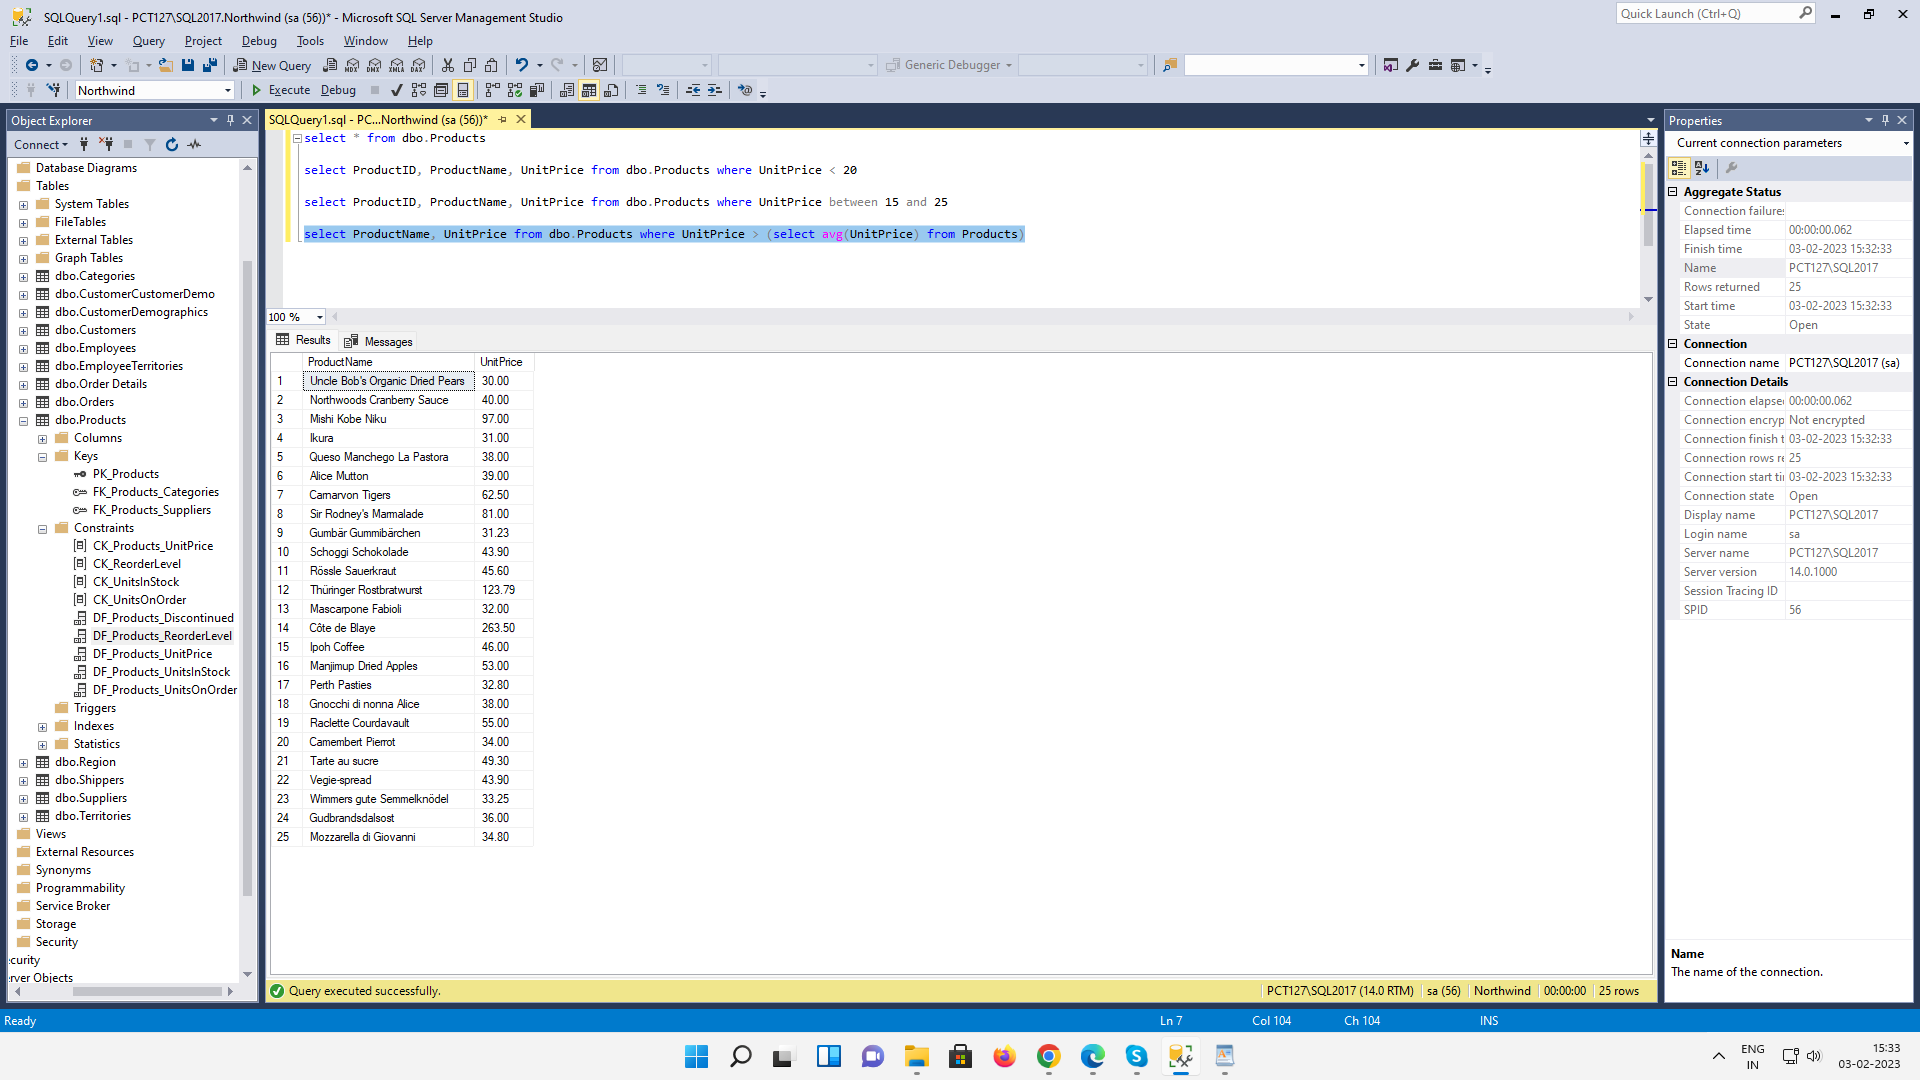 SQLQuery1.sql - PCT127\SQL2017.Northwind (sa (56))* - Microsoft SQL Server Management Studio
Quick Launch (Ctrl+Q)
File Edit View Query Project Debug Tools Window Help
New Query
MDX DMX XMLA DAX
Generic Debugger
Northwind
Execute Debug
Object Explorer
Connect
Database Diagrams
Tables
System Tables
FileTables
External Tables
Graph Tables
dbo.Categories
dbo.CustomerCustomerDemo
dbo.CustomerDemographics
dbo.Customers
dbo.Employees
dbo.EmployeeTerritories
dbo.Order Details
dbo.Orders
dbo.Products
Columns
Keys
PK_Products
FK_Products_Categories
FK_Products_Suppliers
Constraints
CK_Products_UnitPrice
CK_ReorderLevel
CK_UnitsInStock
CK_UnitsOnOrder
DF_Products_Discontinued
DF_Products_ReorderLevel
DF_Products_UnitPrice
DF_Products_UnitsInStock
DF_Products_UnitsOnOrder
Triggers
Indexes
Statistics
dbo.Region
dbo.Shippers
dbo.Suppliers
dbo.Territories
Views
External Resources
Synonyms
Programmability
Service Broker
Storage
Security
curity
rver Objects
SQLQuery1.sql - PC...Northwind (sa (56))*
select * from dbo.Products
select ProductID, ProductName, UnitPrice from dbo.Products where UnitPrice < 20
select ProductID, ProductName, UnitPrice from dbo.Products where UnitPrice between 15 and 25
select ProductName, UnitPrice from dbo.Products where UnitPrice > (select avg(UnitPrice) from Products)
100 %
Results Messages
ProductName UnitPrice
1 Uncle Bob's Organic Dried Pears 30.00
2 Northwoods Cranberry Sauce 40.00
3 Mishi Kobe Niku 97.00
4 Ikura 31.00
5 Queso Manchego La Pastora 38.00
6 Alice Mutton 39.00
7 Carnarvon Tigers 62.50
8 Sir Rodney's Marmalade 81.00
9 Gumbär Gummibärchen 31.23
10 Schoggi Schokolade 43.90
11 Rössle Sauerkraut 45.60
12 Thüringer Rostbratwurst 123.79
13 Mascarpone Fabioli 32.00
14 Côte de Blaye 263.50
15 Ipoh Coffee 46.00
16 Manjimup Dried Apples 53.00
17 Perth Pasties 32.80
18 Gnocchi di nonna Alice 38.00
19 Raclette Courdavault 55.00
20 Camembert Pierrot 34.00
21 Tarte au sucre 49.30
22 Vegie-spread 43.90
23 Wimmers gute Semmelknödel 33.25
24 Gudbrandsdalsost 36.00
25 Mozzarella di Giovanni 34.80
Query executed successfully.
PCT127\SQL2017 (14.0 RTM) sa (56) Northwind 00:00:00 25 rows
Properties
Current connection parameters
Aggregate Status
Connection failures
Elapsed time 00:00:00.062
Finish time 03-02-2023 15:32:33
Name PCT127\SQL2017
Rows returned 25
Start time 03-02-2023 15:32:33
State Open
Connection
Connection name PCT127\SQL2017 (sa)
Connection Details
Connection elapse 00:00:00.062
Connection encryp Not encrypted
Connection finish t 03-02-2023 15:32:33
Connection rows re 25
Connection start ti 03-02-2023 15:32:33
Connection state Open
Display name PCT127\SQL2017
Login name sa
Server name PCT127\SQL2017
Server version 14.0.1000
Session Tracing ID
SPID 56
Name
The name of the connection.
Ready Ln 7 Col 104 Ch 104 INS
ENG
IN
15:33
03-02-2023